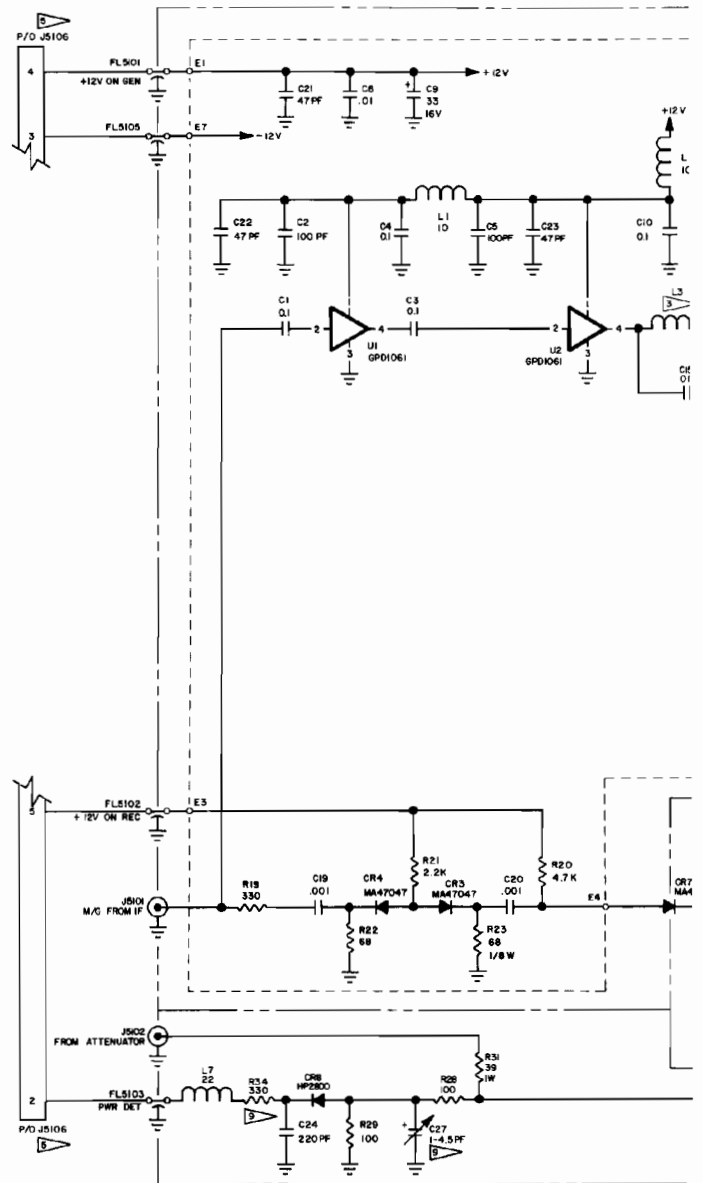 5
P/O J5106
4
FL5101
E1
+12V ON GEN
+12V
C21
47 PF
C8
.01
+
C9
33
16V
3
FL5105
E7
-12V
+12V
L
C22
47 PF
C2
100 PF
C4
0.1
L1
10
C5
100PF
C23
47 PF
C10
0.1
C1
0.1
2
4
3
U1
GPD1061
C3
0.1
2
4
3
U2
GPD1061
L3
3
5
FL5102
E3
+12V ON REC
R21
2.2K
R20
4.7K
J5101
M/G FROM IF
R19
330
C19
.001
CR4
MA47047
CR3
MA47047
C20
.001
E4
CR7
R22
68
R23
68
1/8 W
J5102
FROM ATTENUATOR
R31
39
1W
2
FL5103
PWR DET
L7
22
R34
330
9
CR8
HP2800
R28
100
C24
220 PF
R29
100
+
C27
1-4.5 PF
9
P/O J5106
5